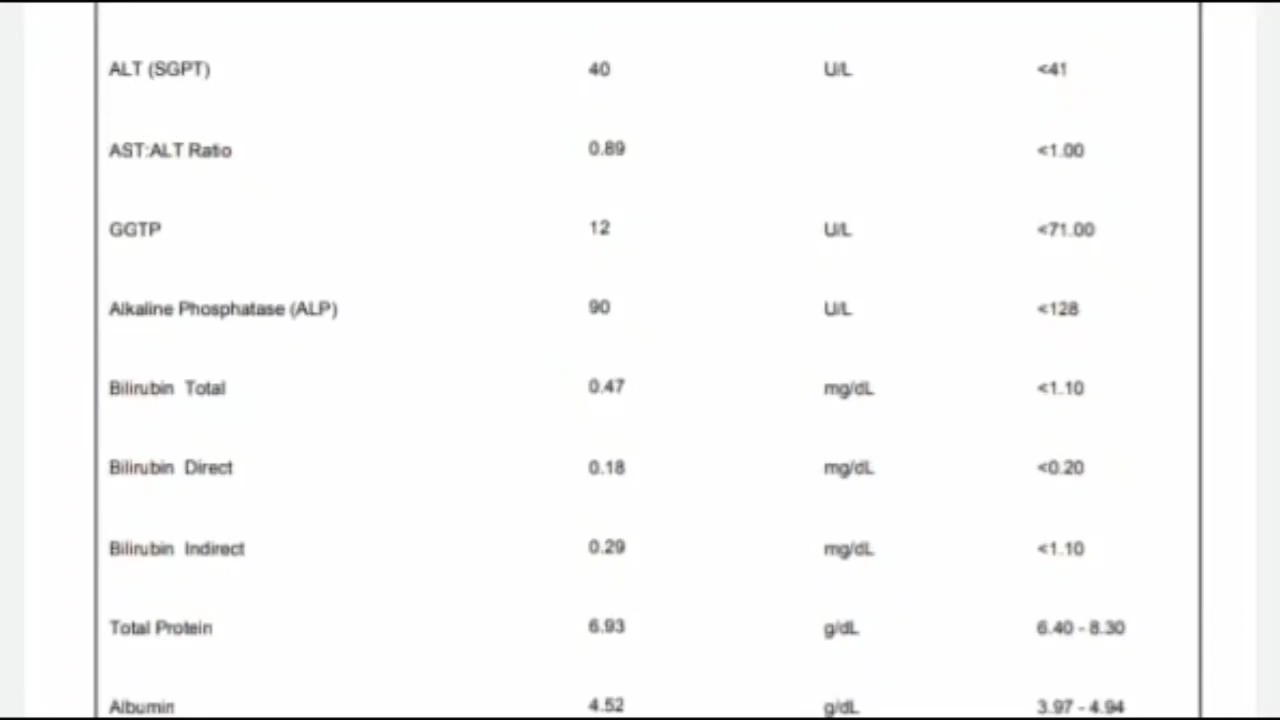 ALT (SGPT) 40 U/L <41
AST:ALT Ratio 0.89 <1.00
GGTP 12 U/L <71.00
Alkaline Phosphatase (ALP) 90 U/L <128
Bilirubin Total 0.47 mg/dL <1.10
Bilirubin Direct 0.18 mg/dL <0.20
Bilirubin Indirect 0.29 mg/dL <1.10
Total Protein 6.93 g/dL 6.40 - 8.30
Albumin 4.52 g/dL 3.97 - 4.94